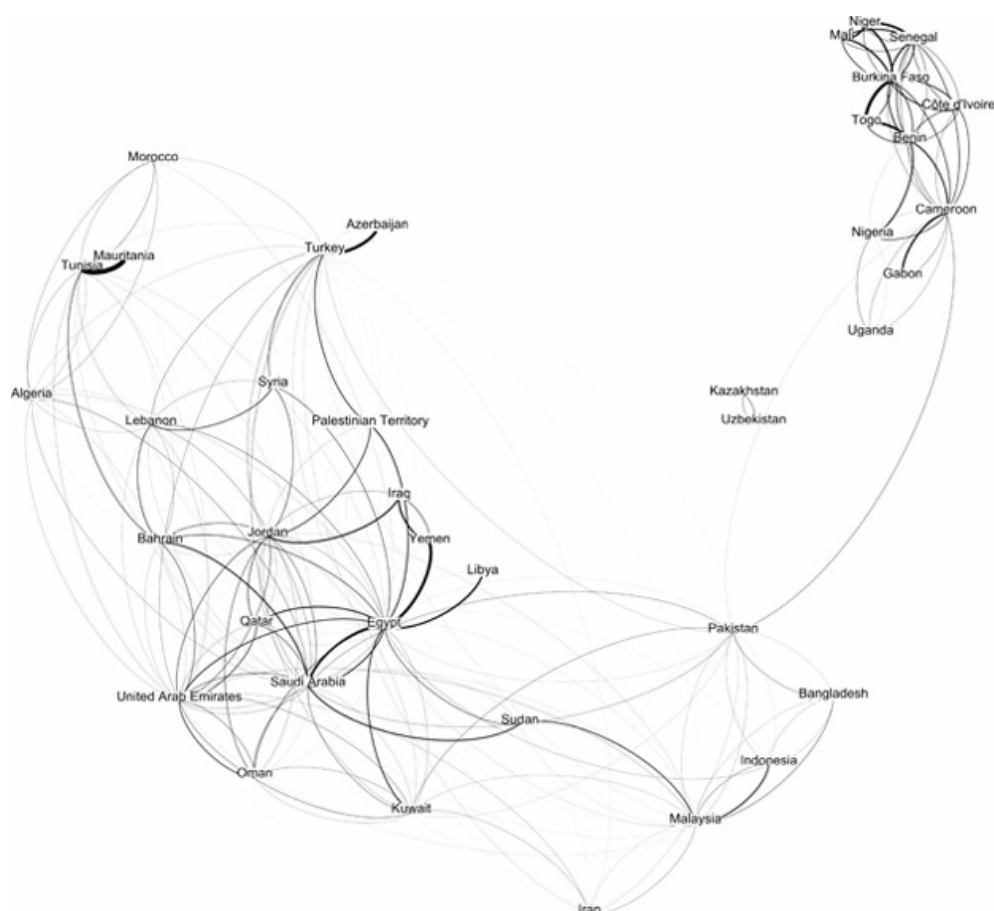 Niger
Mali
Senegal
Burkina Faso
Côte d'Ivoire
Togo
Benin
Morocco
Cameroon
Azerbaijan
Nigeria
Turkey
Mauritania
Tunisia
Gabon
Uganda
Syria
Kazakhstan
Algeria
Lebanon
Palestinian Territory
Uzbekistan
Iraq
Jordan
Bahrain
Yemen
Libya
Qatar
Egypt
Pakistan
Saudi Arabia
United Arab Emirates
Bangladesh
Sudan
Indonesia
Oman
Kuwait
Malaysia
Iran